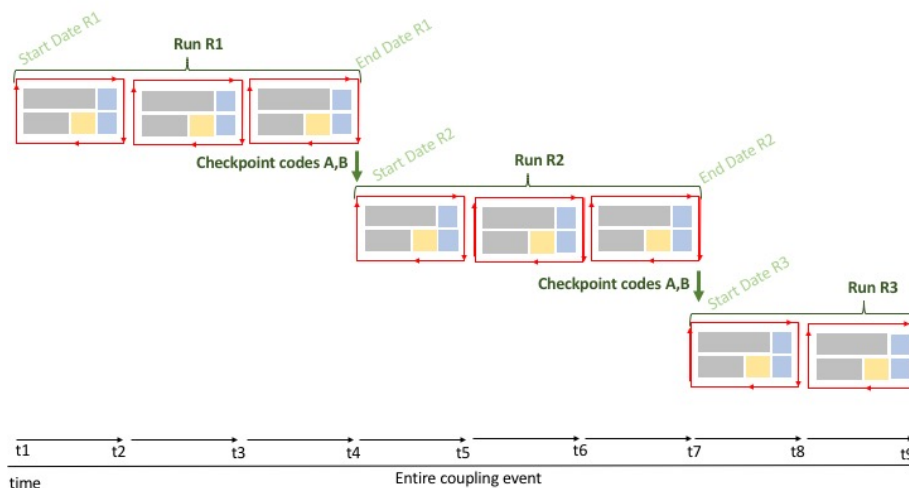 Start Date R1
Run R1
End Date R1
Checkpoint codes A,B
Start Date R2
Run R2
End Date R2
Checkpoint codes A,B
Start Date R3
Run R3
t1 t2 t3 t4 t5 t6 t7 t8 t9
time Entire coupling event